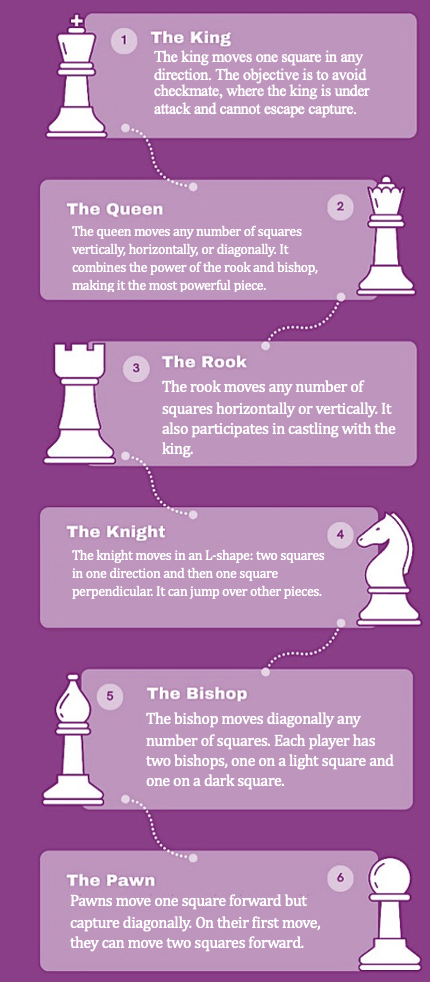 1
The King
The king moves one square in any
direction. The objective is to avoid
checkmate, where the king is under
attack and cannot escape capture.
2
The Queen
The queen moves any number of squares
vertically, horizontally, or diagonally. It
combines the power of the rook and bishop,
making it the most powerful piece.
3
The Rook
The rook moves any number of
squares horizontally or vertically. It
also participates in castling with the
king.
4
The Knight
The knight moves in an L-shape: two squares
in one direction and then one square
perpendicular. It can jump over other pieces.
5
The Bishop
The bishop moves diagonally any
number of squares. Each player has
two bishops, one on a light square and
one on a dark square.
6
The Pawn
Pawns move one square forward but
capture diagonally. On their first move,
they can move two squares forward.